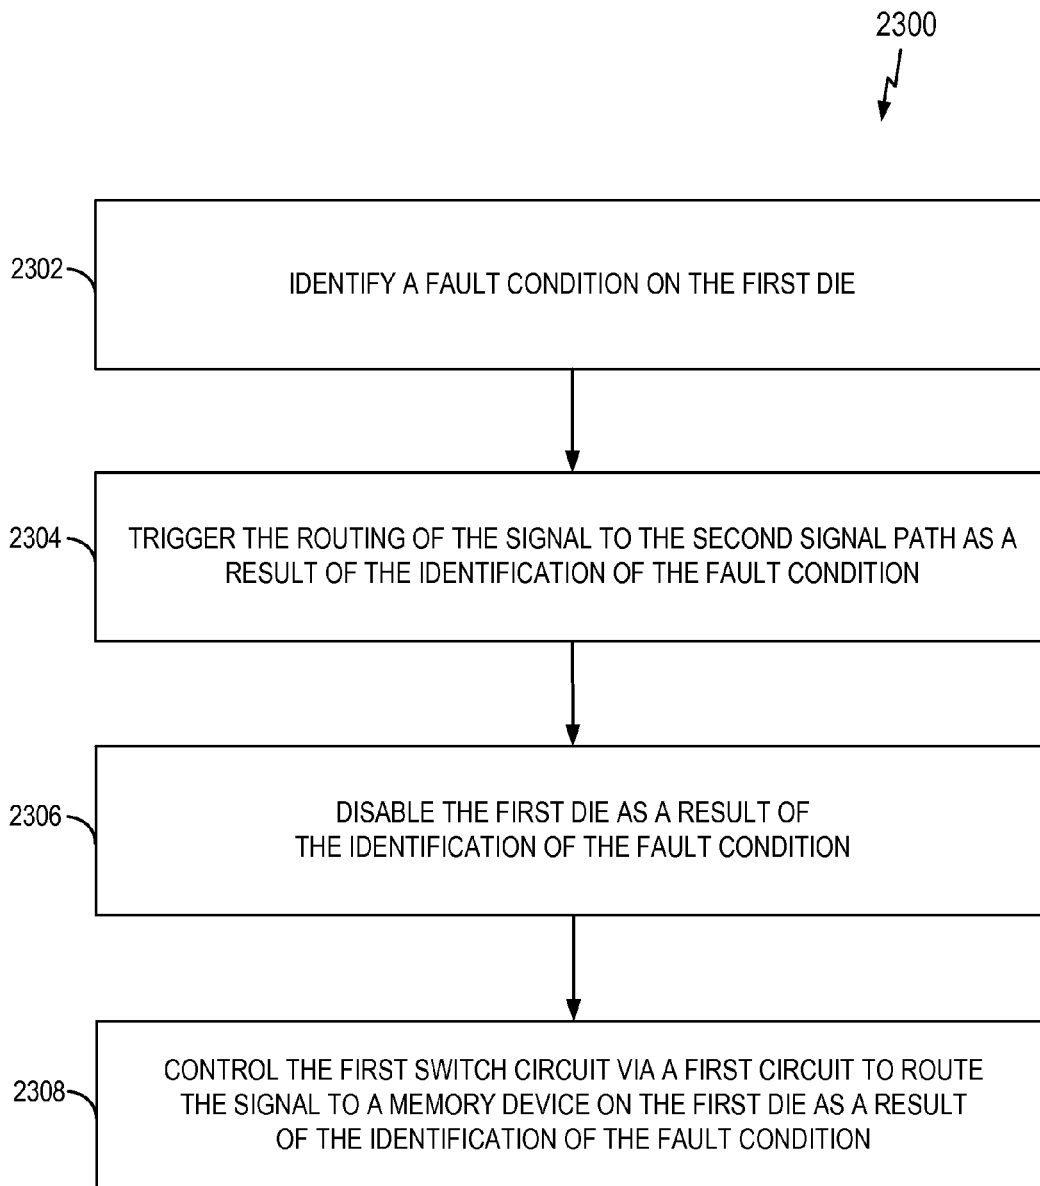 2300
2302
IDENTIFY A FAULT CONDITION ON THE FIRST DIE
2304
TRIGGER THE ROUTING OF THE SIGNAL TO THE SECOND SIGNAL PATH AS A
RESULT OF THE IDENTIFICATION OF THE FAULT CONDITION
2306
DISABLE THE FIRST DIE AS A RESULT OF
THE IDENTIFICATION OF THE FAULT CONDITION
2308
CONTROL THE FIRST SWITCH CIRCUIT VIA A FIRST CIRCUIT TO ROUTE
THE SIGNAL TO A MEMORY DEVICE ON THE FIRST DIE AS A RESULT
OF THE IDENTIFICATION OF THE FAULT CONDITION